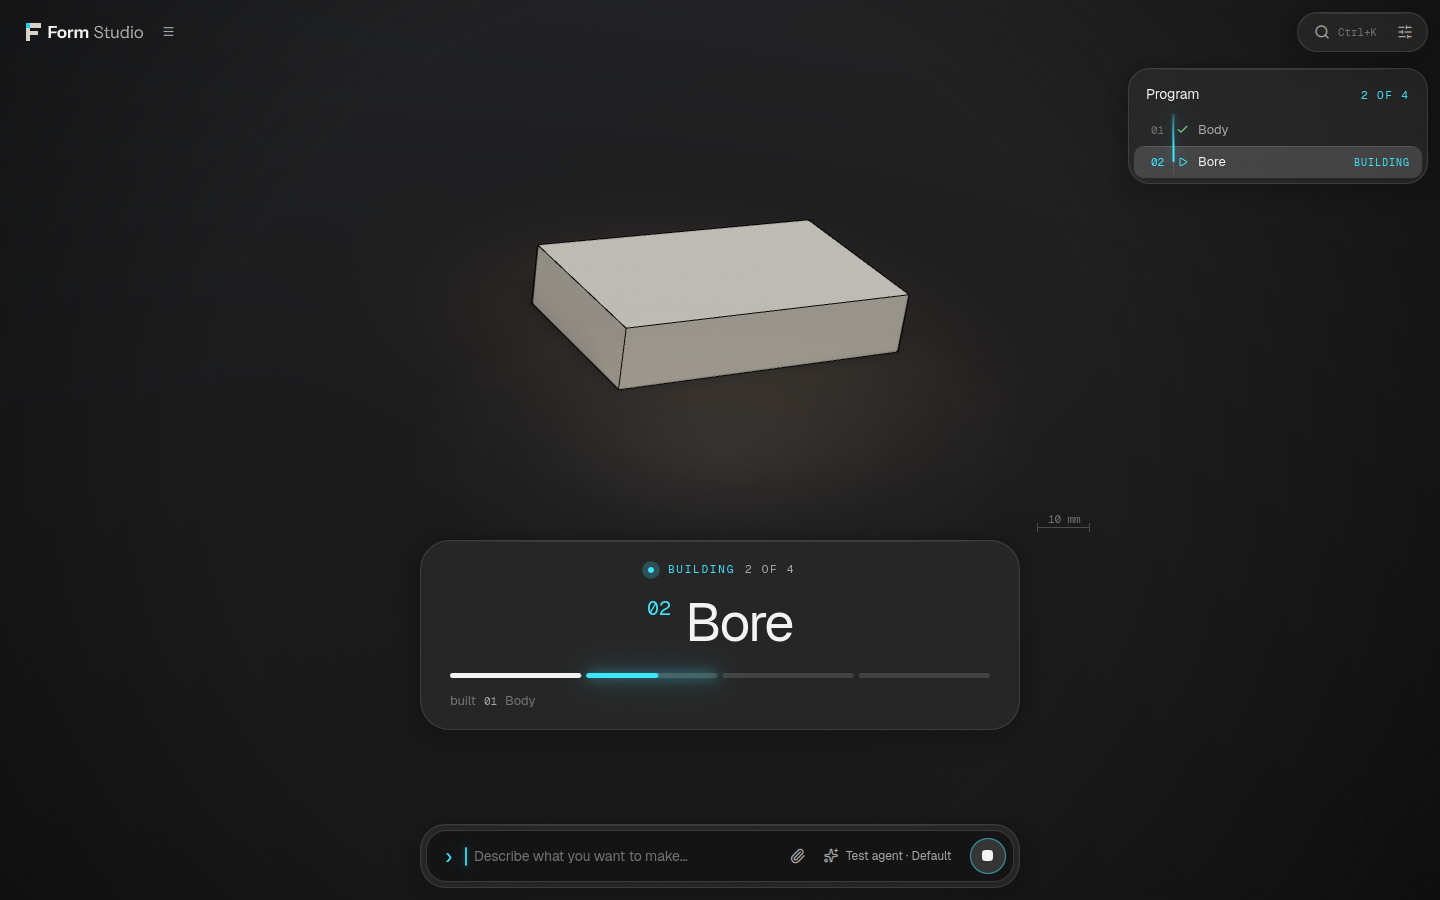 Form Studio
Ctrl+K
Program 2 OF 4
01 Body
02 Bore BUILDING
10 mm
BUILDING 2 OF 4
02 Bore
built 01 Body
Describe what you want to make…
Test agent · Default